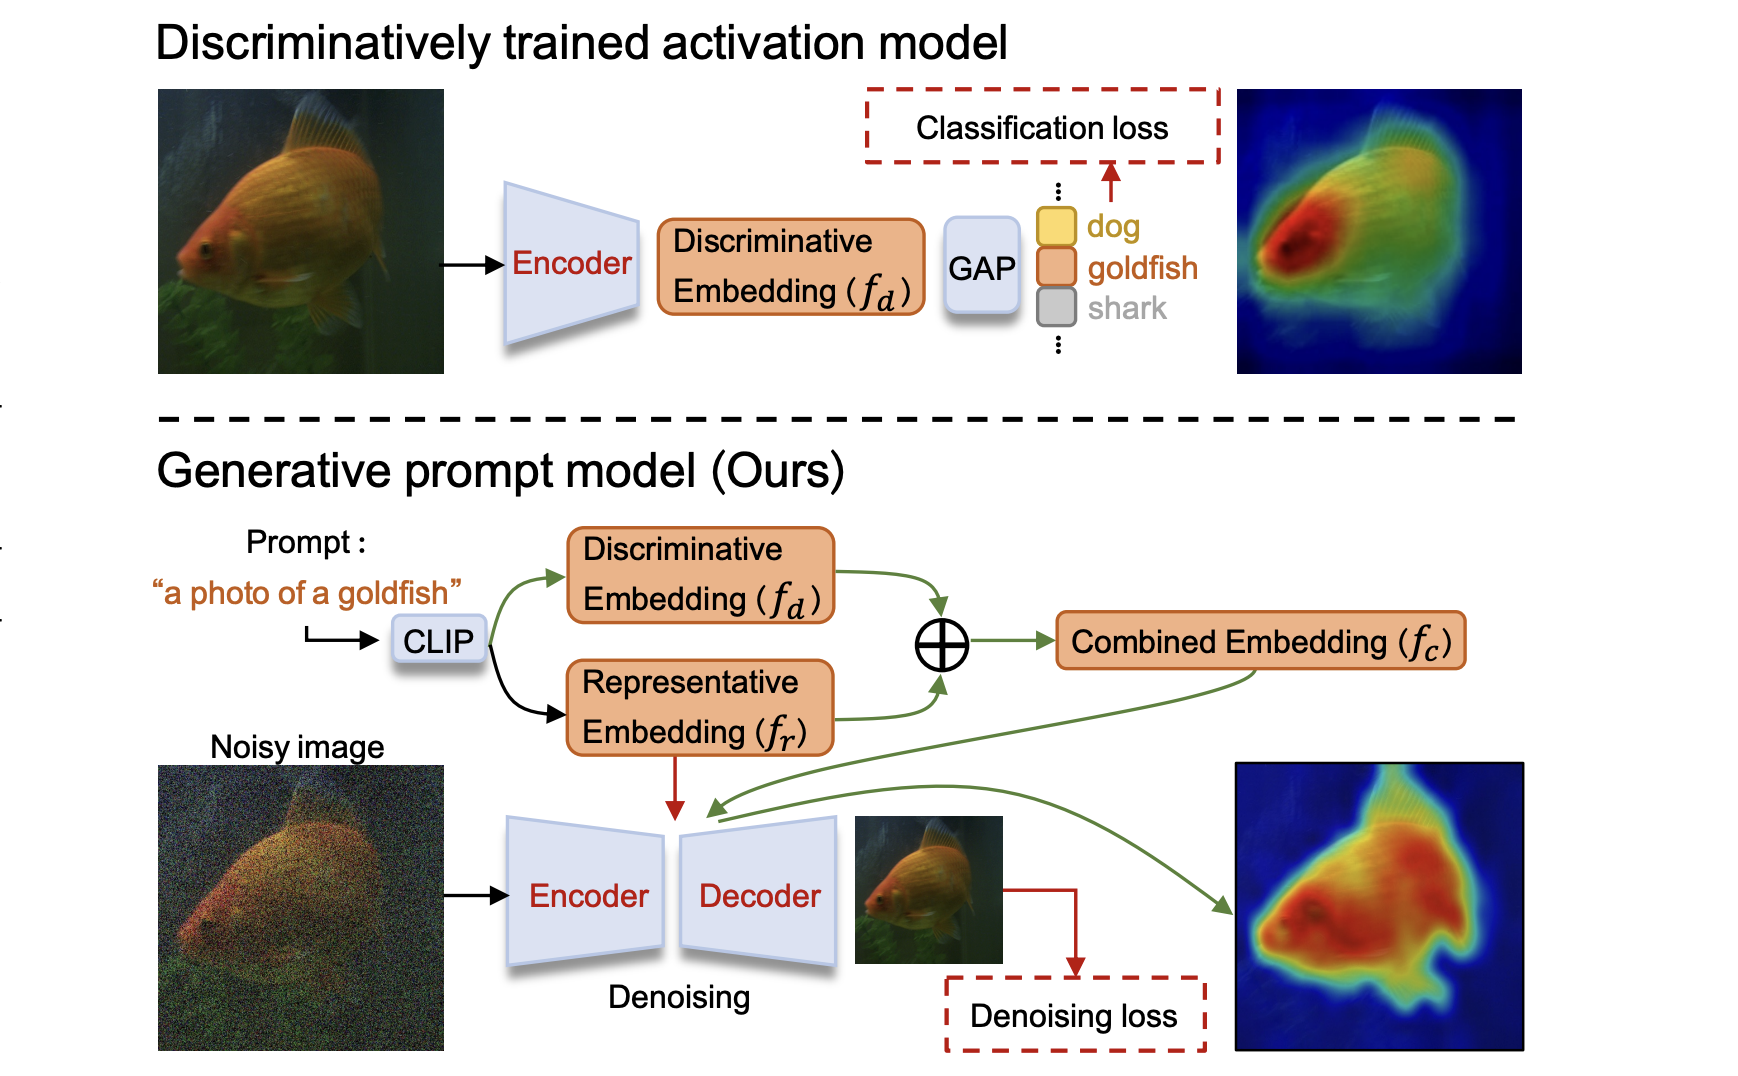 Discriminatively trained activation model
Classification loss
Encoder
Discriminative
Embedding (f_d)
GAP
dog
goldfish
shark
Generative prompt model (Ours)
Prompt :
“a photo of a goldfish”
CLIP
Discriminative
Embedding (f_d)
Representative
Embedding (f_r)
Combined Embedding (f_c)
Noisy image
Encoder
Decoder
Denoising
Denoising loss